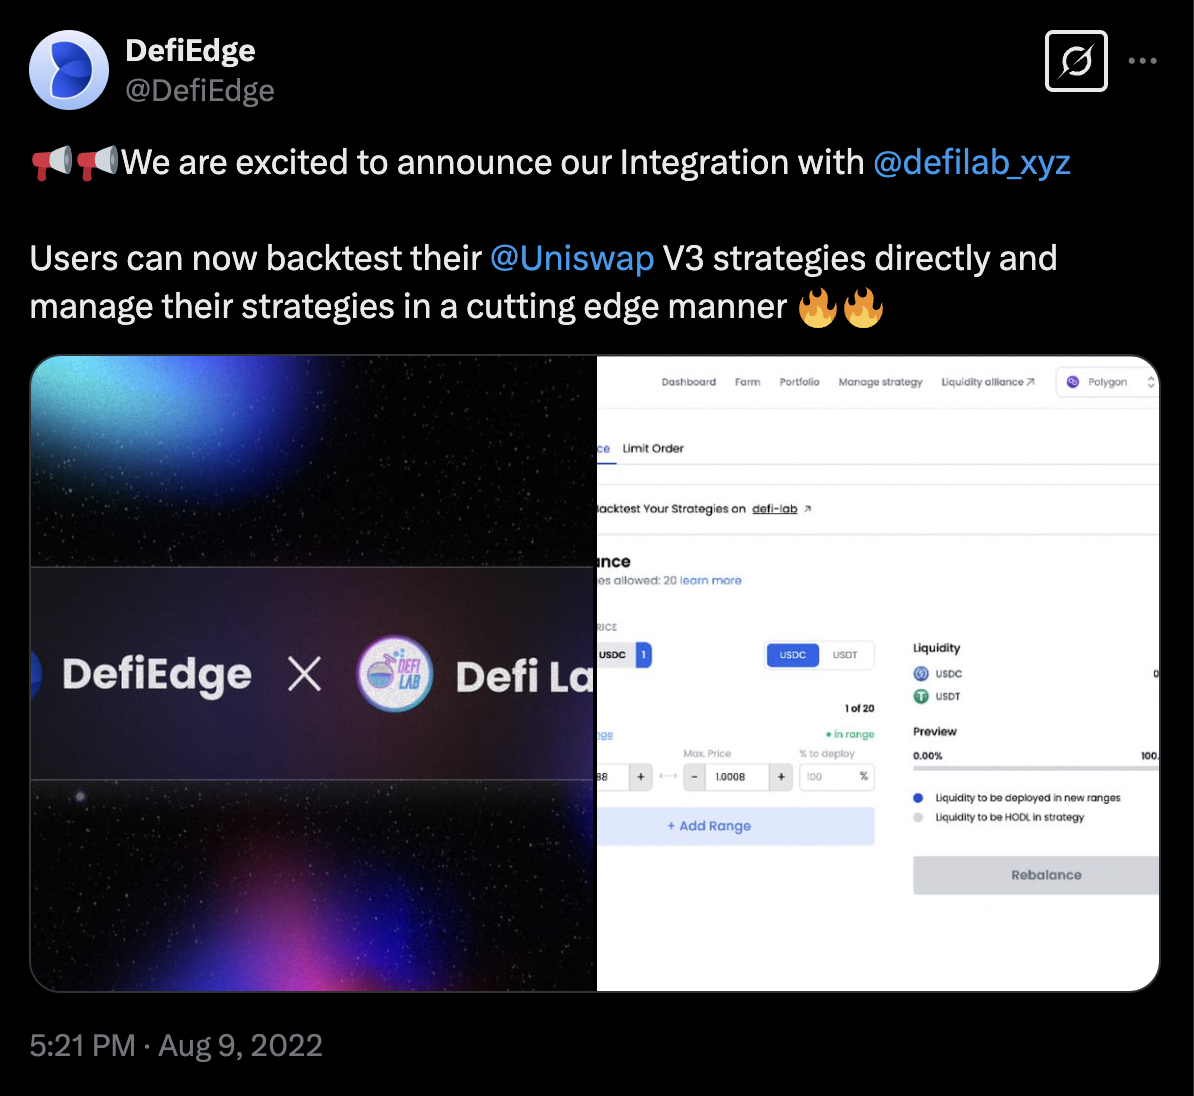 DefiEdge
@DefiEdge
📢📢We are excited to announce our Integration with @defilab_xyz
Users can now backtest their @Uniswap V3 strategies directly and
manage their strategies in a cutting edge manner 🔥🔥
DefiEdge
DEFI
LAB
Defi La
Dashboard Farm Portfolio Manage strategy Liquidity alliance ↗ Polygon
ce Limit Order
Backtest Your Strategies on defi-lab ↗
ance
es allowed: 20 learn more
RICE
USDC 1 USDC USDT
1 of 20
nge • in range
Max. Price % to deploy
88 + - 1.0008 + 100 %
+ Add Range
Liquidity
USDC 0
USDT
Preview
0.00% 100.
Liquidity to be deployed in new ranges
Liquidity to be HODL in strategy
Rebalance
5:21 PM · Aug 9, 2022